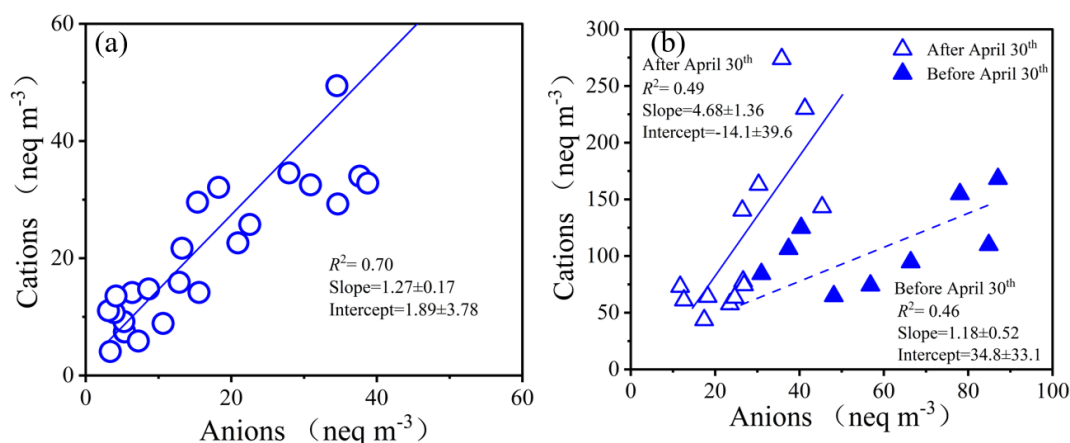 (a)
60
40
20
0
Cations （neq m-3)
R2= 0.70
Slope=1.27±0.17
Intercept=1.89±3.78
0 20 40 60
Anions （neq m-3)
(b)
300
250
200
150
100
50
0
Cations （neq m-3)
After April 30th
R2= 0.49
Slope=4.68±1.36
Intercept=-14.1±39.6
After April 30th
Before April 30th
Before April 30th
R2= 0.46
Slope=1.18±0.52
Intercept=34.8±33.1
0 20 40 60 80 100
Anions （neq m-3)